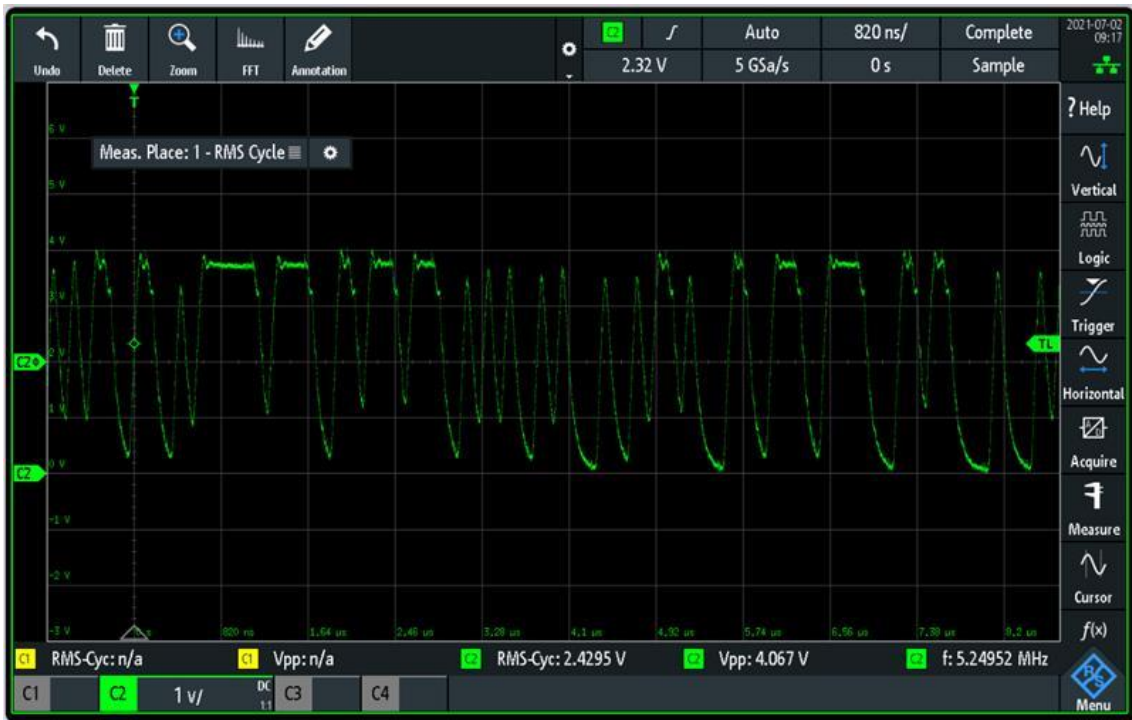 Undo
Delete
Zoom
FFT
Annotation
C2
Auto
820 ns/
Complete
2021-07-02
09:17
2.32 V
5 GSa/s
0 s
Sample
T
? Help
6 V
Meas. Place: 1 - RMS Cycle
5 V
Vertical
4 V
Logic
3 V
Trigger
TL
C2
2 V
Horizontal
1 V
Acquire
C2
0 V
-1 V
Measure
-2 V
Cursor
-3 V
820 ns
1,64 us
2,46 us
3,28 us
4,1 us
4,92 us
5,74 us
6,56 us
7,38 us
8,2 us
f(x)
C1 RMS-Cyc: n/a
C1 Vpp: n/a
C2 RMS-Cyc: 2.4295 V
C2 Vpp: 4.067 V
C2 f: 5.24952 MHz
C1
C2
1 v/
DC
1:1
C3
C4
R&S
Menu